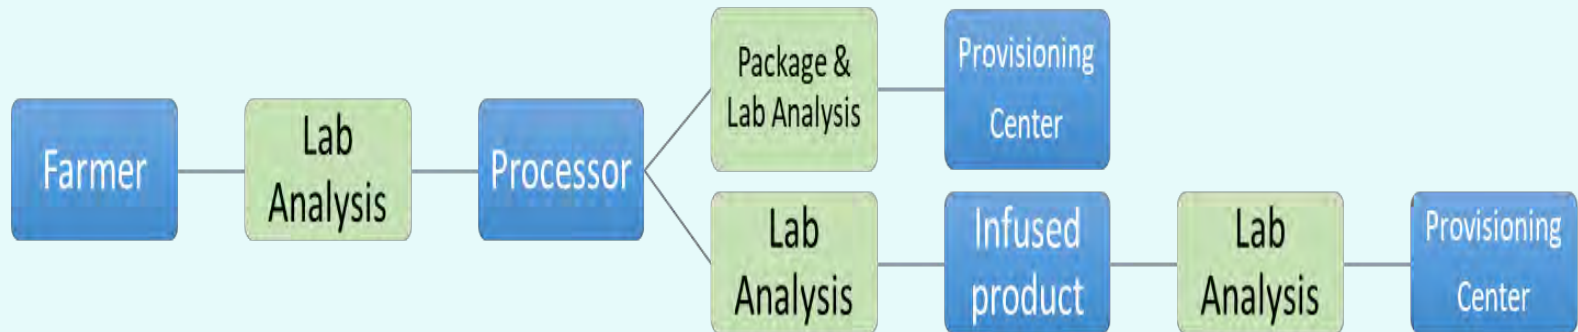 Farmer
Lab
Analysis
Processor
Package &
Lab Analysis
Provisioning
Center
Lab
Analysis
Infused
product
Lab
Analysis
Provisioning
Center